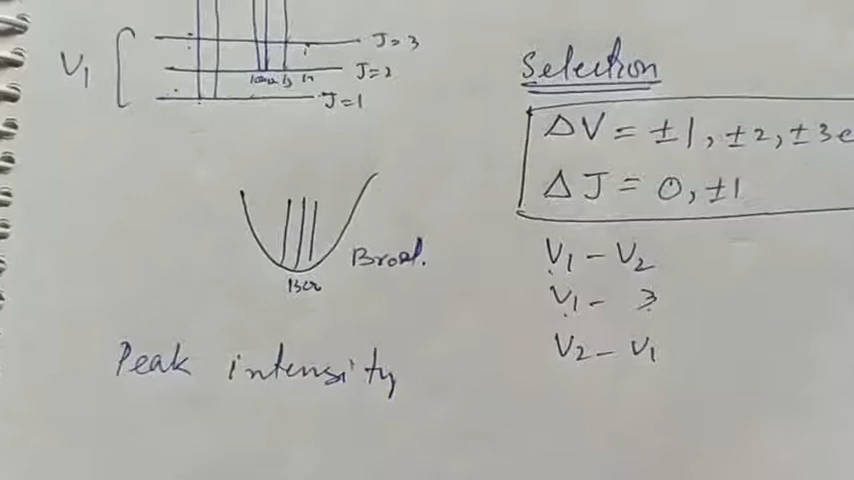 J=3
V1
J=2
J=1
Selection
ΔV = ±1, ±2, ±3 e
ΔJ = 0, ±1
V1 - V2
Broad.
V1 - 3
V2 - V1
Peak intensity